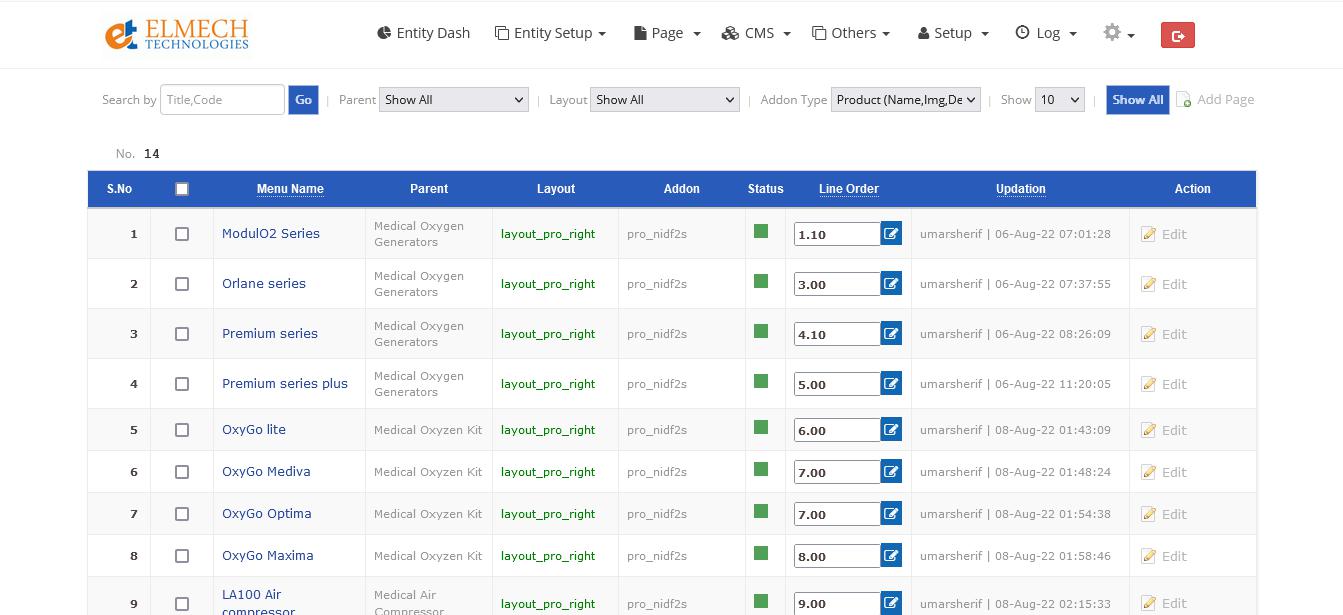 ELMECH
TECHNOLOGIES
Entity Dash Entity Setup Page CMS Others Setup Log
Search by Title,Code Go | Parent Show All | Layout Show All | Addon Type Product (Name,Img,De | Show 10 | Show All Add Page
No. 14
S.No Menu Name Parent Layout Addon Status Line Order Updation Action
1 ModulO2 Series Medical Oxygen Generators layout_pro_right pro_nidf2s 1.10 umarsherif | 06-Aug-22 07:01:28 Edit
2 Orlane series Medical Oxygen Generators layout_pro_right pro_nidf2s 3.00 umarsherif | 06-Aug-22 07:37:55 Edit
3 Premium series Medical Oxygen Generators layout_pro_right pro_nidf2s 4.10 umarsherif | 06-Aug-22 08:26:09 Edit
4 Premium series plus Medical Oxygen Generators layout_pro_right pro_nidf2s 5.00 umarsherif | 06-Aug-22 11:20:05 Edit
5 OxyGo lite Medical Oxyzen Kit layout_pro_right pro_nidf2s 6.00 umarsherif | 08-Aug-22 01:43:09 Edit
6 OxyGo Mediva Medical Oxyzen Kit layout_pro_right pro_nidf2s 7.00 umarsherif | 08-Aug-22 01:48:24 Edit
7 OxyGo Optima Medical Oxyzen Kit layout_pro_right pro_nidf2s 7.00 umarsherif | 08-Aug-22 01:54:38 Edit
8 OxyGo Maxima Medical Oxyzen Kit layout_pro_right pro_nidf2s 8.00 umarsherif | 08-Aug-22 01:58:46 Edit
9 LA100 Air compressor Medical Air Compressor layout_pro_right pro_nidf2s 9.00 umarsherif | 08-Aug-22 02:15:33 Edit